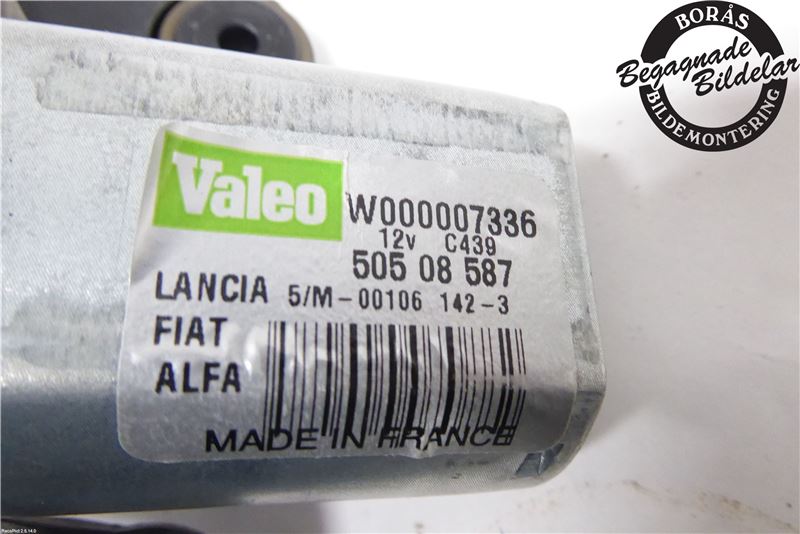 BORÅS
Begagnade
Bildelar
BILDEMONTERING
Valeo
W000007336
12v C439
505 08 587
LANCIA 5/M-00106 142-3
FIAT
ALFA
MADE IN FRANCE